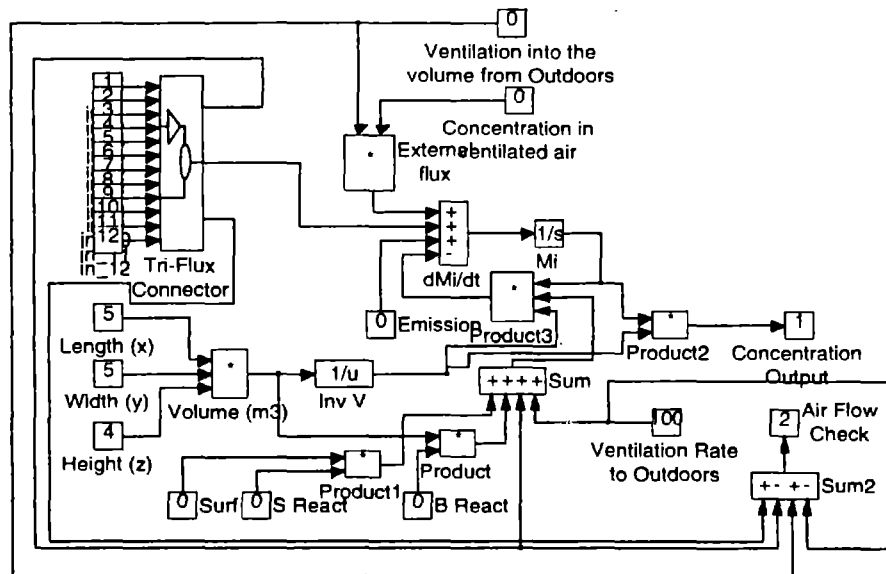 0
Ventilation into the
volume from Outdoors
0
Concentration in
ventilated air
1
2
3
4
5
6
7
8
9
10
11
12
in_12
Tri-Flux
Connector
*
External
flux
+
+
+
-
dMi/dt
1/s
Mi
0
Emission
*
Product3
*
Product2
1
Concentration
Output
5
Length (x)
5
Width (y)
4
Height (z)
*
Volume (m3)
1/u
Inv V
++++
Sum
100
Ventilation Rate
to Outdoors
2
Air Flow
Check
*
Product
*
Product1
0
Surf
0
S React
0
B React
+-+-
Sum2